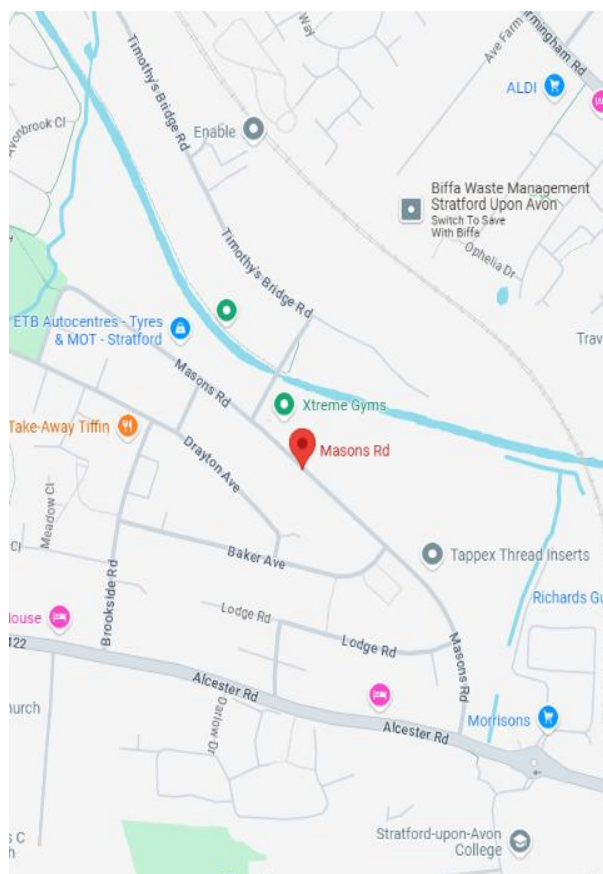 Way
Timothy's Bridge Rd
Ave Farm
rmingham Rd
ALDI
Avonbrook Cl
Enable
Biffa Waste Management
Stratford Upon Avon
Switch To Save
With Biffa
Ophelia Dr
Timothy's Bridge Rd
ETB Autocentres - Tyres
& MOT - Stratford
Trav
Masons Rd
Xtreme Gyms
Take-Away Tiffin
Masons Rd
Drayton Ave
Meadow Cl
Cl
Baker Ave
Tappex Thread Inserts
Brookside Rd
Richards Gu
House
Lodge Rd
Lodge Rd
Masons Rd
422
Alcester Rd
Darlow Dr
Alcester Rd
Morrisons
hurch
Stratford-upon-Avon
College
s C
h